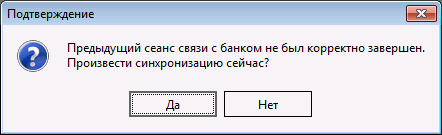 Подтверждение
Предыдущий сеанс связи с банком не был корректно завершен.
Произвести синхронизацию сейчас?
Да
Нет